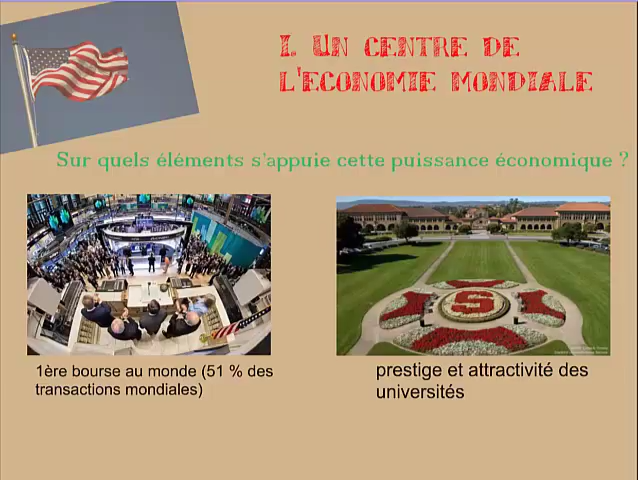 I. UN CENTRE DE
L'ECONOMIE MONDIALE
Sur quels éléments s'appuie cette puissance économique ?
1ère bourse au monde (51 % des
transactions mondiales)
prestige et attractivité des
universités